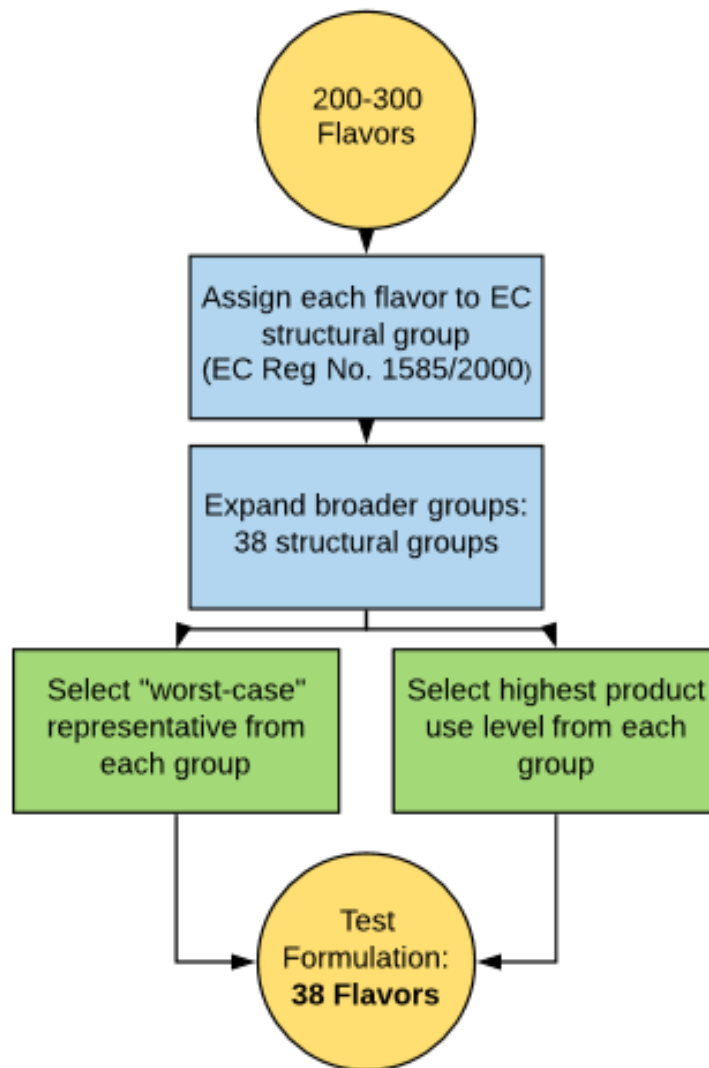 200-300
Flavors
Assign each flavor to EC
structural group
(EC Reg No. 1585/2000)
Expand broader groups:
38 structural groups
Select "worst-case"
representative from
each group
Select highest product
use level from each
group
Test
Formulation:
38 Flavors